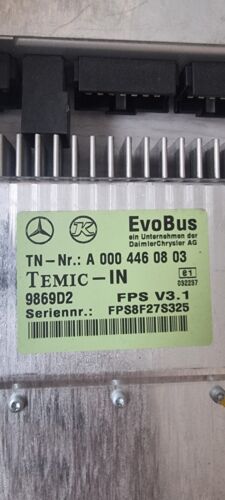 EvoBus
ein Unternehmen der
DaimlerChrysler AG
TN-Nr.: A 000 446 08 03
TEMIC-IN
e1
9869D2 FPS V3.1
032237
Seriennr.: FPS8F27S325